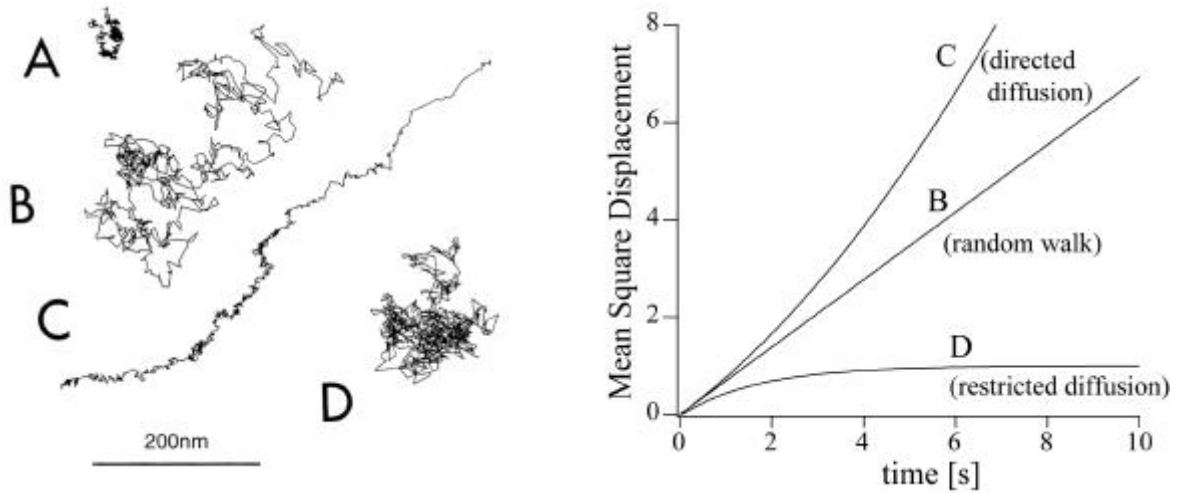 A
B
C
D
200nm
Mean Square Displacement
8
6
4
2
0
C
(directed
diffusion)
B
(random walk)
D
(restricted diffusion)
0 2 4 6 8 10
time [s]